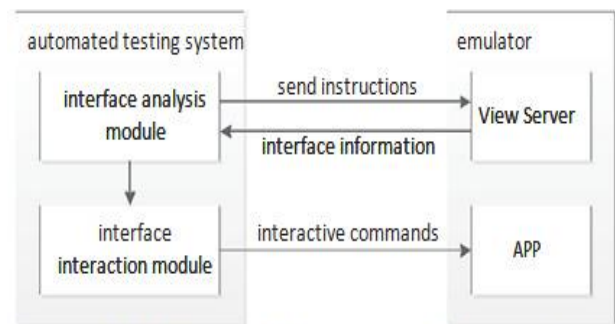 automated testing system
emulator
interface analysis
module
send instructions
View Server
interface information
interface
interaction module
interactive commands
APP